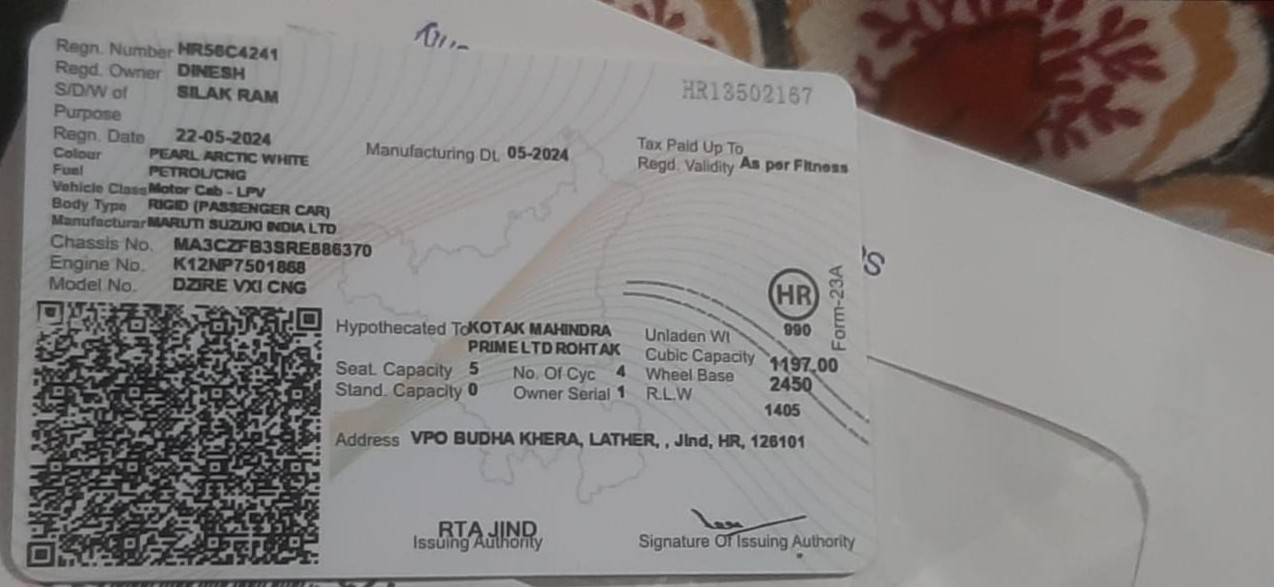 Regn. Number HR56C4241
Regd. Owner DINESH
S/D/W of SILAK RAM
HR13502167
Purpose
Regn. Date 22-05-2024
Manufacturing Dt. 05-2024
Tax Paid Up To
Regd. Validity As per Fitness
Colour PEARL ARCTIC WHITE
Fuel PETROL/CNG
Vehicle Class Motor Cab - LPV
Body Type RIGID (PASSENGER CAR)
Manufacturar MARUTI SUZUKI INDIA LTD
Chassis No. MA3CZFB3SRE886370
Engine No. K12NP7501868
Model No. DZIRE VXI CNG
HR
Form-23A
Hypothecated To KOTAK MAHINDRA
PRIME LTD ROHTAK
Unladen Wt 990
Cubic Capacity 1197.00
Seat. Capacity 5 No. Of Cyc 4 Wheel Base 2450
Stand. Capacity 0 Owner Serial 1 R.L.W 1405
Address VPO BUDHA KHERA, LATHER, , Jind, HR, 126101
RTA JIND
Issuing Authority
Signature Of Issuing Authority